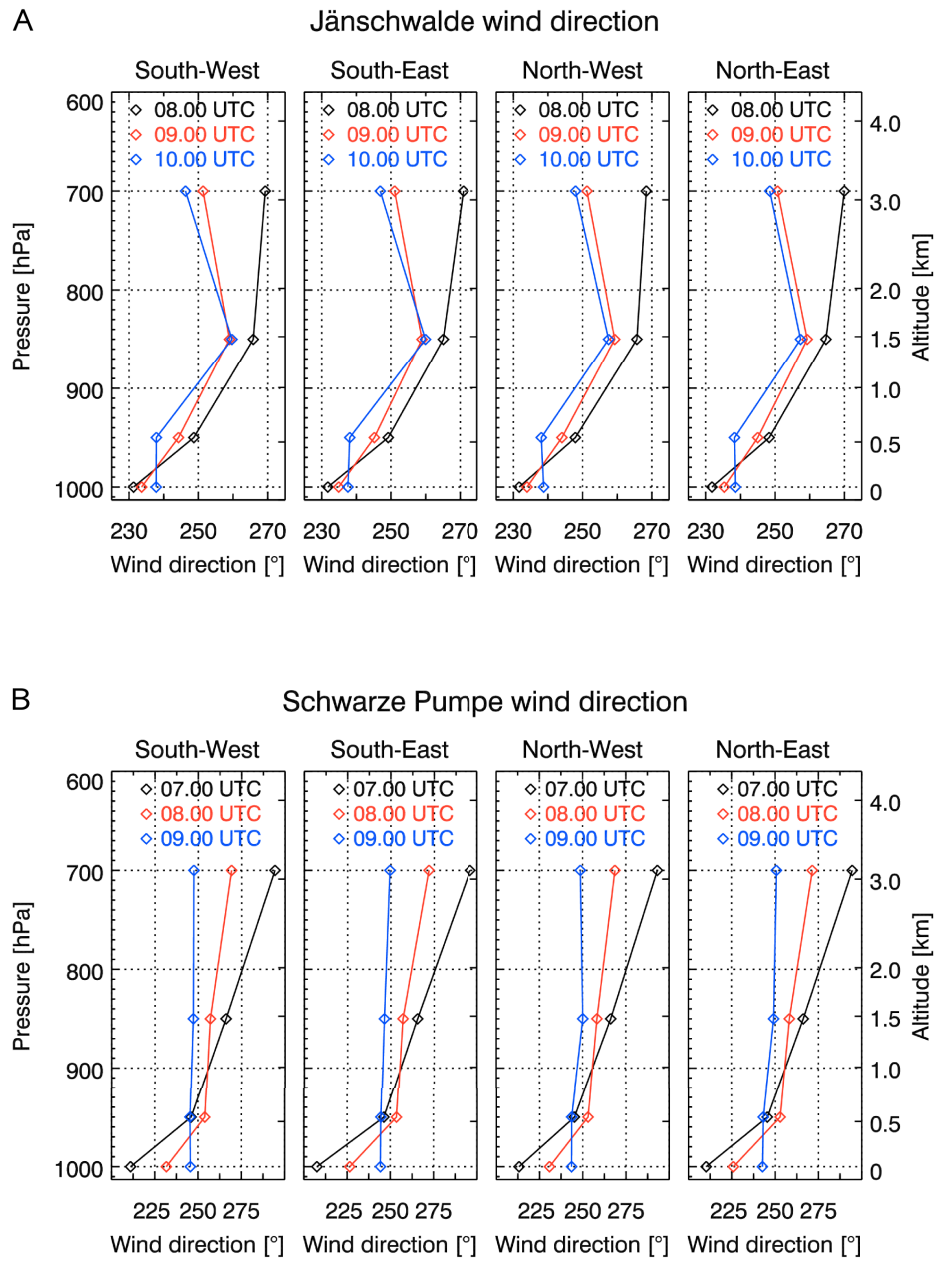 A
Jänschwalde wind direction
South-West South-East North-West North-East
600
08.00 UTC 08.00 UTC 08.00 UTC 08.00 UTC
09.00 UTC 09.00 UTC 09.00 UTC 09.00 UTC
10.00 UTC 10.00 UTC 10.00 UTC 10.00 UTC
4.0
700 3.0
800 2.0
1.5
900 1.0
0.5
1000 0
Pressure [hPa]
Altitude [km]
230 250 270 230 250 270 230 250 270 230 250 270
Wind direction [°] Wind direction [°] Wind direction [°] Wind direction [°]
B
Schwarze Pumpe wind direction
South-West South-East North-West North-East
600
07.00 UTC 07.00 UTC 07.00 UTC 07.00 UTC
08.00 UTC 08.00 UTC 08.00 UTC 08.00 UTC
09.00 UTC 09.00 UTC 09.00 UTC 09.00 UTC
4.0
700 3.0
800 2.0
1.5
900 1.0
0.5
1000 0
Pressure [hPa]
Altitude [km]
225 250 275 225 250 275 225 250 275 225 250 275
Wind direction [°] Wind direction [°] Wind direction [°] Wind direction [°]